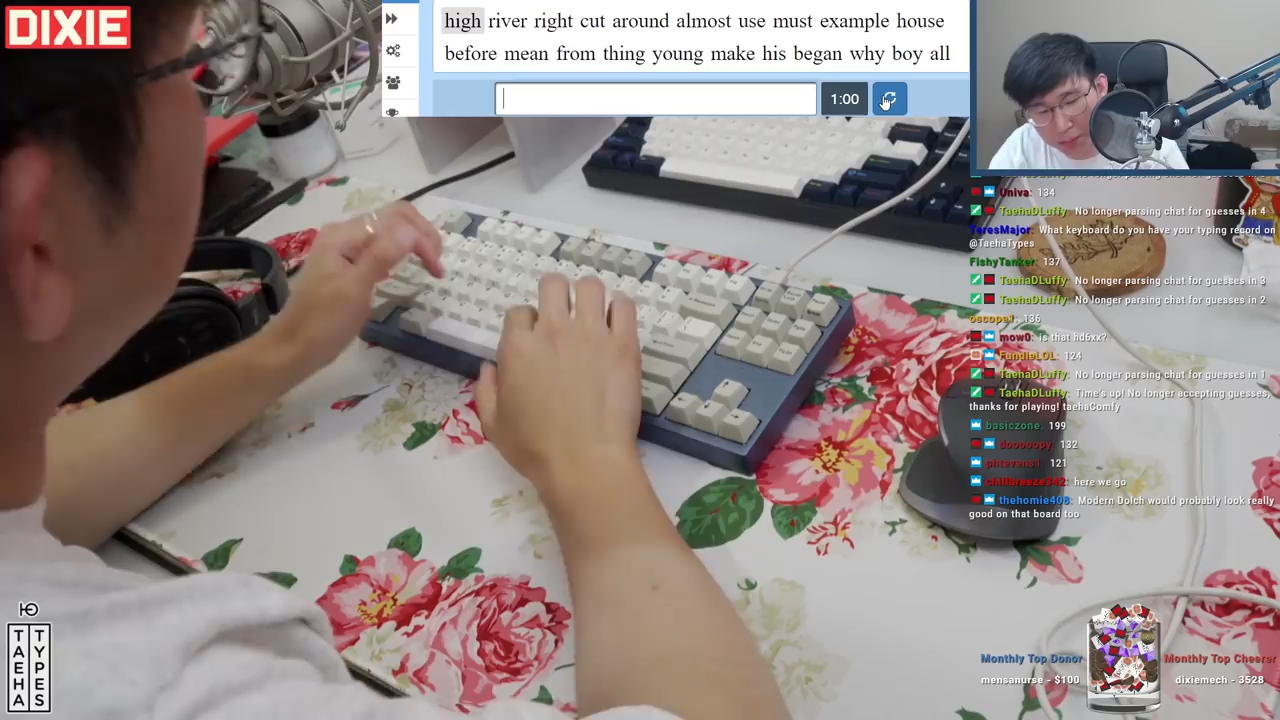 DIXIE
high river right cut around almost use must example house
before mean from thing young make his began why boy all
1:00
Univa: 134
TaehaDLuffy: No longer parsing chat for guesses in 4
TeresMajor: What keyboard do you have your typing record on
@TaehaTypes
FishyTanker: 137
TaehaDLuffy: No longer parsing chat for guesses in 3
TaehaDLuffy: No longer parsing chat for guesses in 2
136
mow0: is that hd6xx?
FundieLOL: 124
TaehaDLuffy: No longer parsing chat for guesses in 1
TaehaDLuffy: Time's up! No longer accepting guesses,
thanks for playing! taehaComfy
basiczone: 199
dooooopy: 132
phtevens1: 121
chillbreeze342: here we go
thehomie408: Modern Dolch would probably look really
good on that board too
TAEHA
TYPES
Monthly Top Donor
mensanurse - $100
Monthly Top Cheerer
dixiemech - 3528